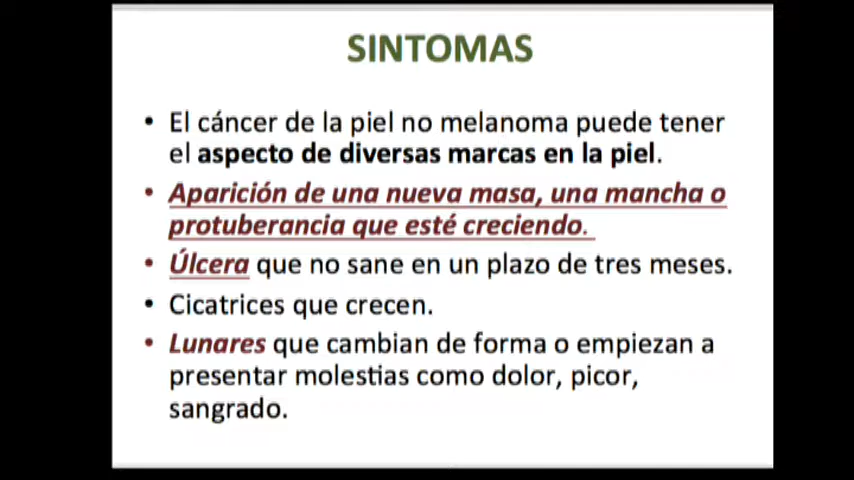 SINTOMAS
• El cáncer de la piel no melanoma puede tener
el aspecto de diversas marcas en la piel.
• Aparición de una nueva masa, una mancha o
protuberancia que esté creciendo.
• Úlcera que no sane en un plazo de tres meses.
• Cicatrices que crecen.
• Lunares que cambian de forma o empiezan a
presentar molestias como dolor, picor,
sangrado.